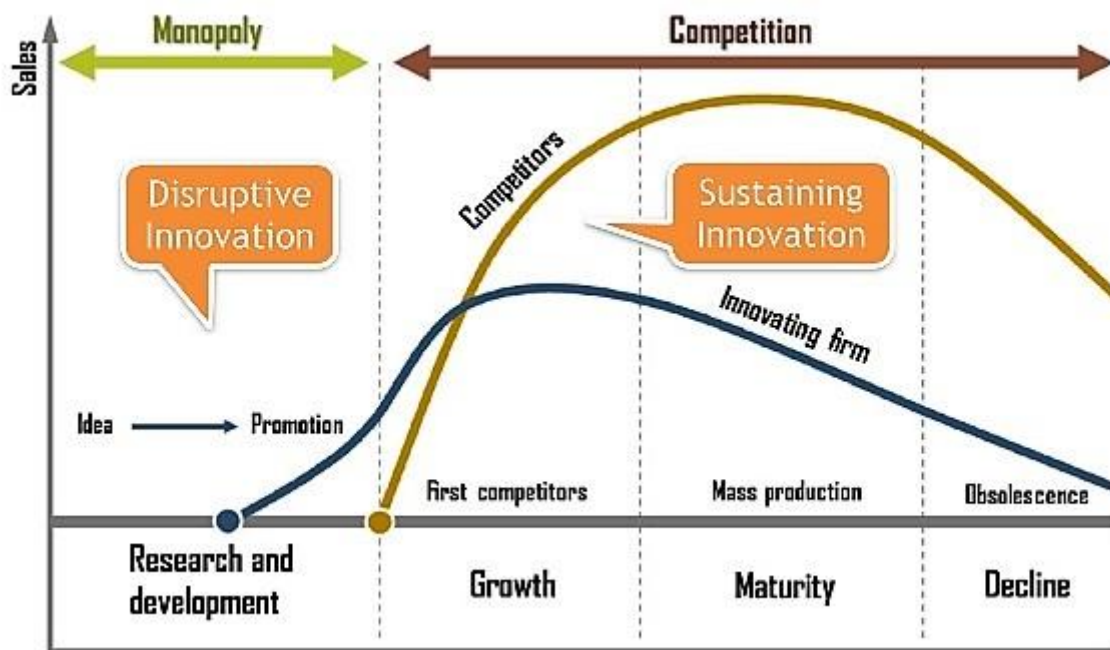 Monopoly
Competition
Sales
Disruptive
Innovation
Competitors
Sustaining
Innovation
Innovating firm
Idea
Promotion
First competitors
Mass production
Obsolescence
Research and
development
Growth
Maturity
Decline